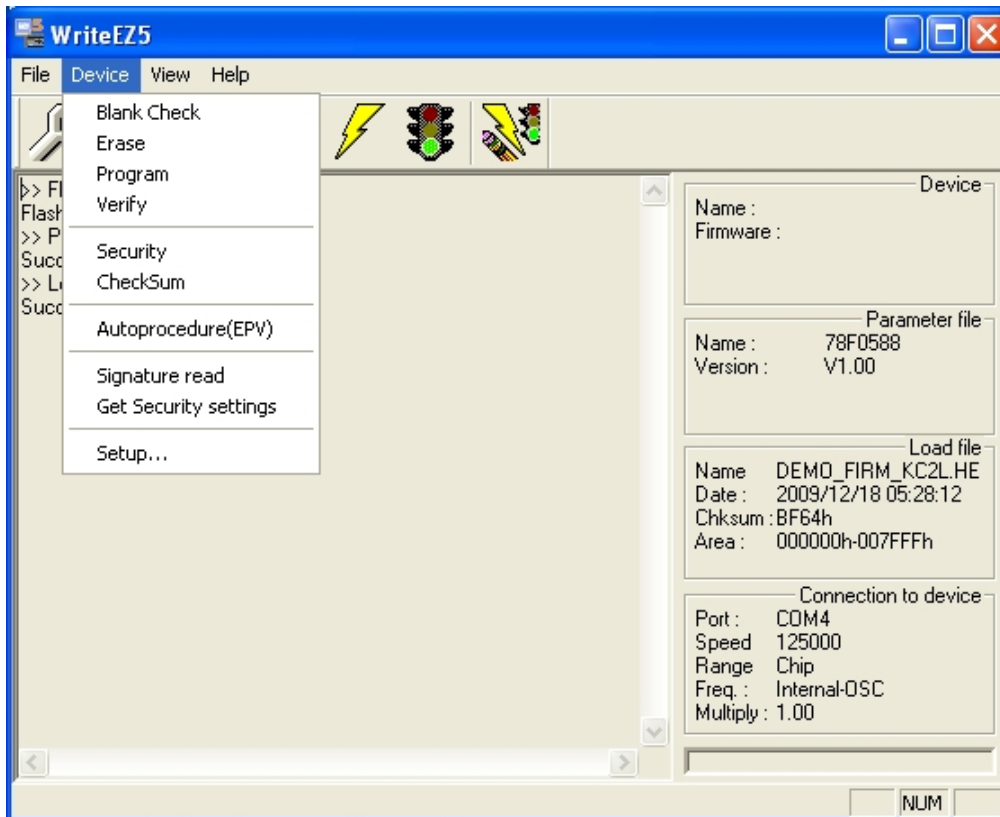 WriteEZ5
File Device View Help
Blank Check
Erase
Program
Verify
Security
CheckSum
Autoprocedure(EPV)
Signature read
Get Security settings
Setup...
>> Fl
Flash
>> P
Succ
>> L
Succ
Device
Name :
Firmware :
Parameter file
Name : 78F0588
Version : V1.00
Load file
Name DEMO_FIRM_KC2L.HE
Date : 2009/12/18 05:28:12
Chksum : BF64h
Area : 000000h-007FFFh
Connection to device
Port : COM4
Speed 125000
Range Chip
Freq. : Internal-OSC
Multiply : 1.00
NUM